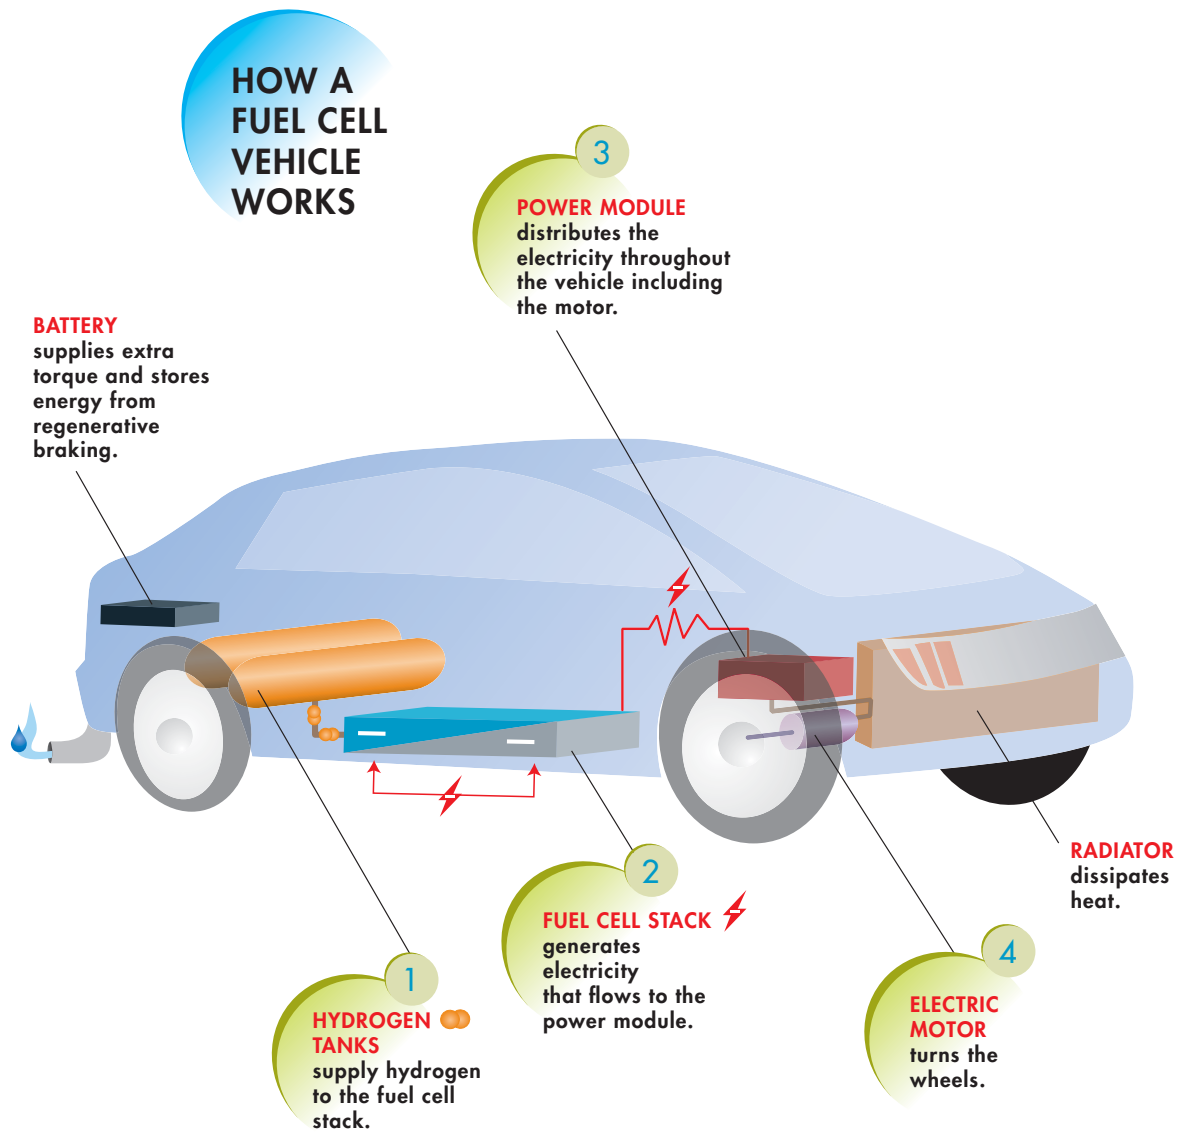 HOW A
FUEL CELL
VEHICLE
WORKS
3
POWER MODULE
distributes the
electricity throughout
the vehicle including
the motor.
BATTERY
supplies extra
torque and stores
energy from
regenerative
braking.
RADIATOR
dissipates
heat.
2
FUEL CELL STACK
generates
electricity
that flows to the
power module.
4
ELECTRIC
MOTOR
turns the
wheels.
1
HYDROGEN
TANKS
supply hydrogen
to the fuel cell
stack.